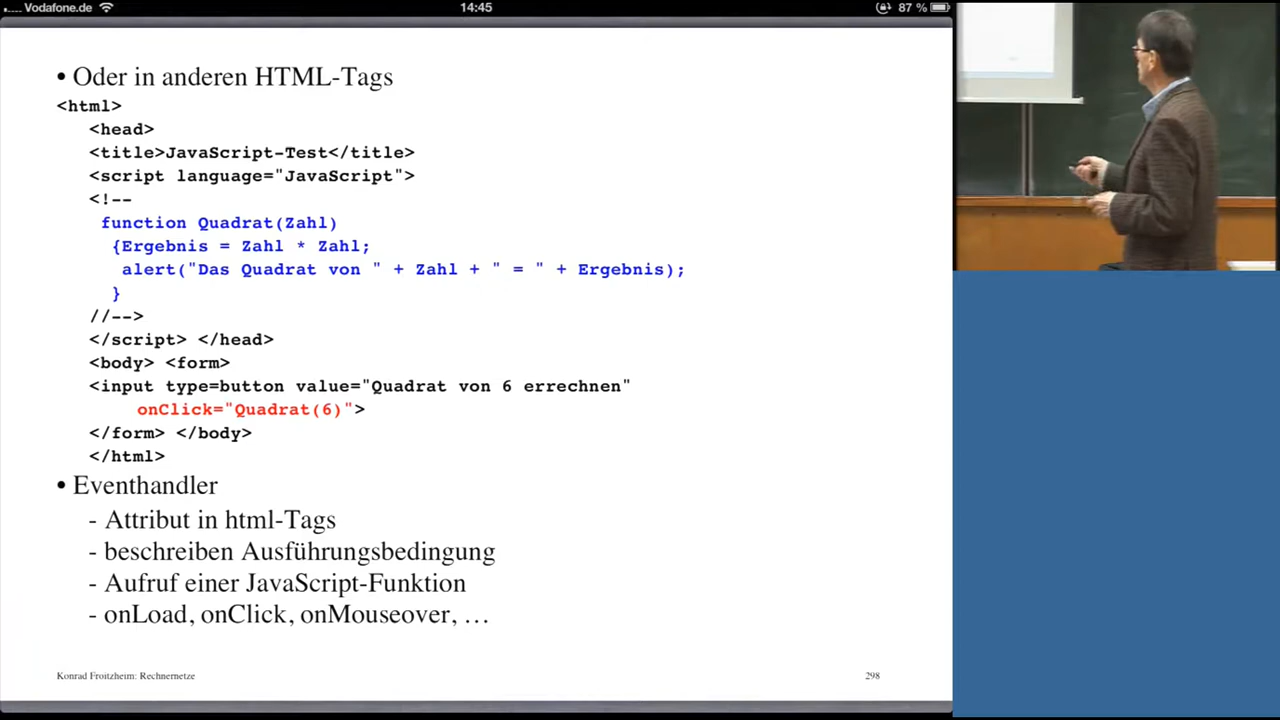 Vodafone.de
14:45
87 %
• Oder in anderen HTML-Tags
<html>
<head>
<title>JavaScript-Test</title>
<script language="JavaScript">
<!--
function Quadrat(Zahl)
{Ergebnis = Zahl * Zahl;
alert("Das Quadrat von " + Zahl + " = " + Ergebnis);
}
//-->
</script> </head>
<body> <form>
<input type=button value="Quadrat von 6 errechnen"
onClick="Quadrat(6)">
</form> </body>
</html>
• Eventhandler
- Attribut in html-Tags
- beschreiben Ausführungsbedingung
- Aufruf einer JavaScript-Funktion
- onLoad, onClick, onMouseover, …
Konrad Froitzheim: Rechnernetze
298